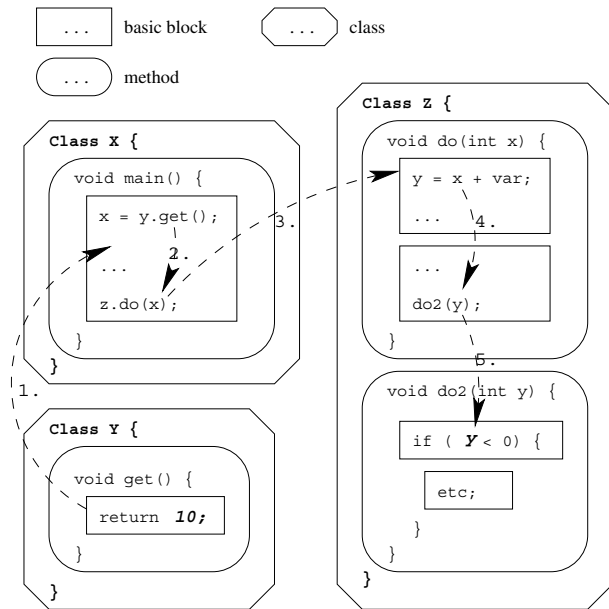 ... basic block
... class
... method
Class X {
void main() {
x = y.get();
2.
...
z.do(x);
}
}
3.
1.
Class Y {
void get() {
return 10;
}
}
Class Z {
void do(int x) {
y = x + var;
... 4.
...
do2(y);
}
5.
void do2(int y) {
if ( Y < 0) {
etc;
}
}
}